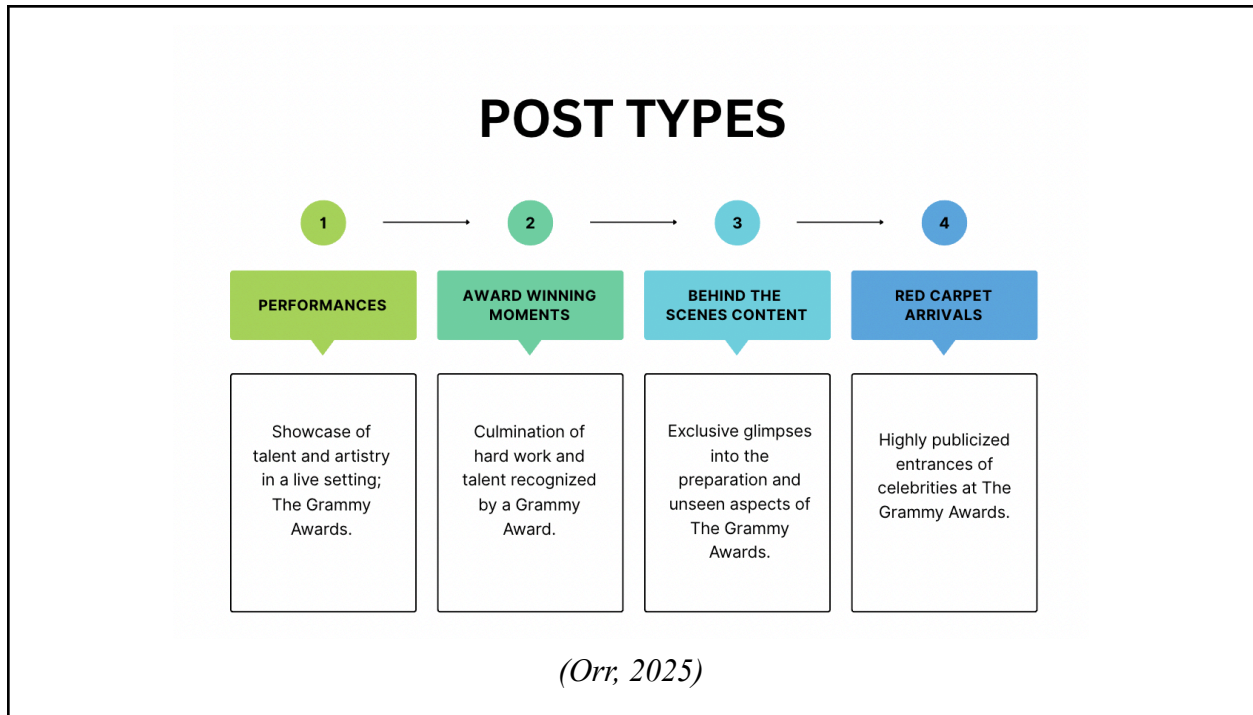 POST TYPES
1
2
3
4
PERFORMANCES
AWARD WINNING
MOMENTS
BEHIND THE
SCENES CONTENT
RED CARPET
ARRIVALS
Showcase of
talent and artistry
in a live setting;
The Grammy
Awards.
Culmination of
hard work and
talent recognized
by a Grammy
Award.
Exclusive glimpses
into the
preparation and
unseen aspects of
The Grammy
Awards.
Highly publicized
entrances of
celebrities at The
Grammy Awards.
(Orr, 2025)